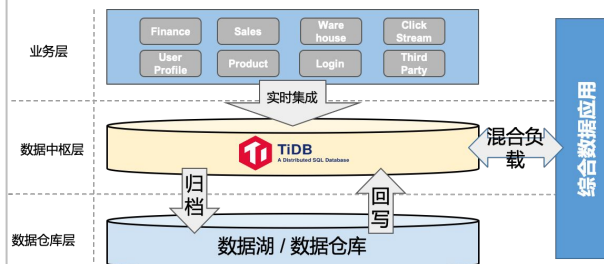 业务层
Finance
Sales
Ware
house
Click
Stream
User
Profile
Product
Login
Third
Party
实时集成
数据中枢层
TiDB
A Distributed SQL Database
混合负
载
综合数据应用
归
档
回
写
数据仓库层
数据湖 / 数据仓库